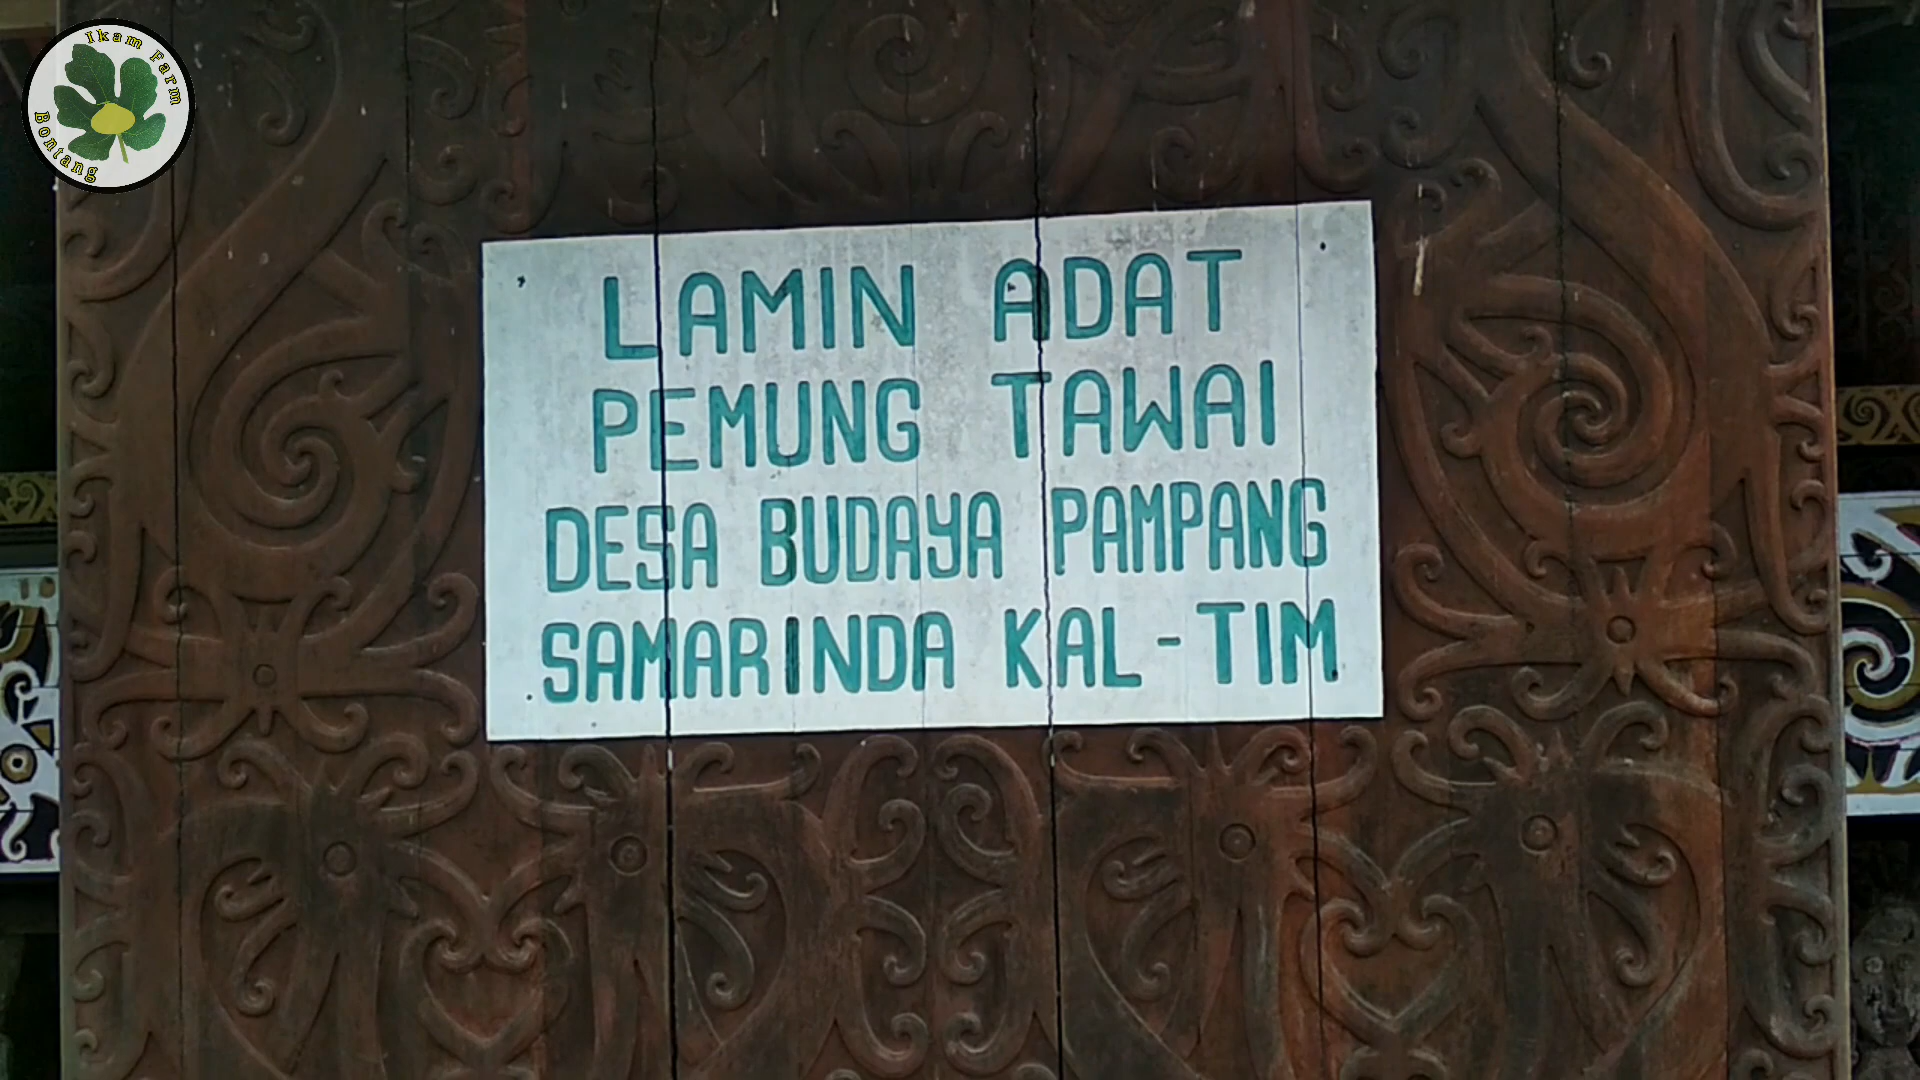 Ikam Farm
Bontang
LAMIN ADAT
PEMUNG TAWAI
DESA BUDAYA PAMPANG
SAMARINDA KAL-TIM